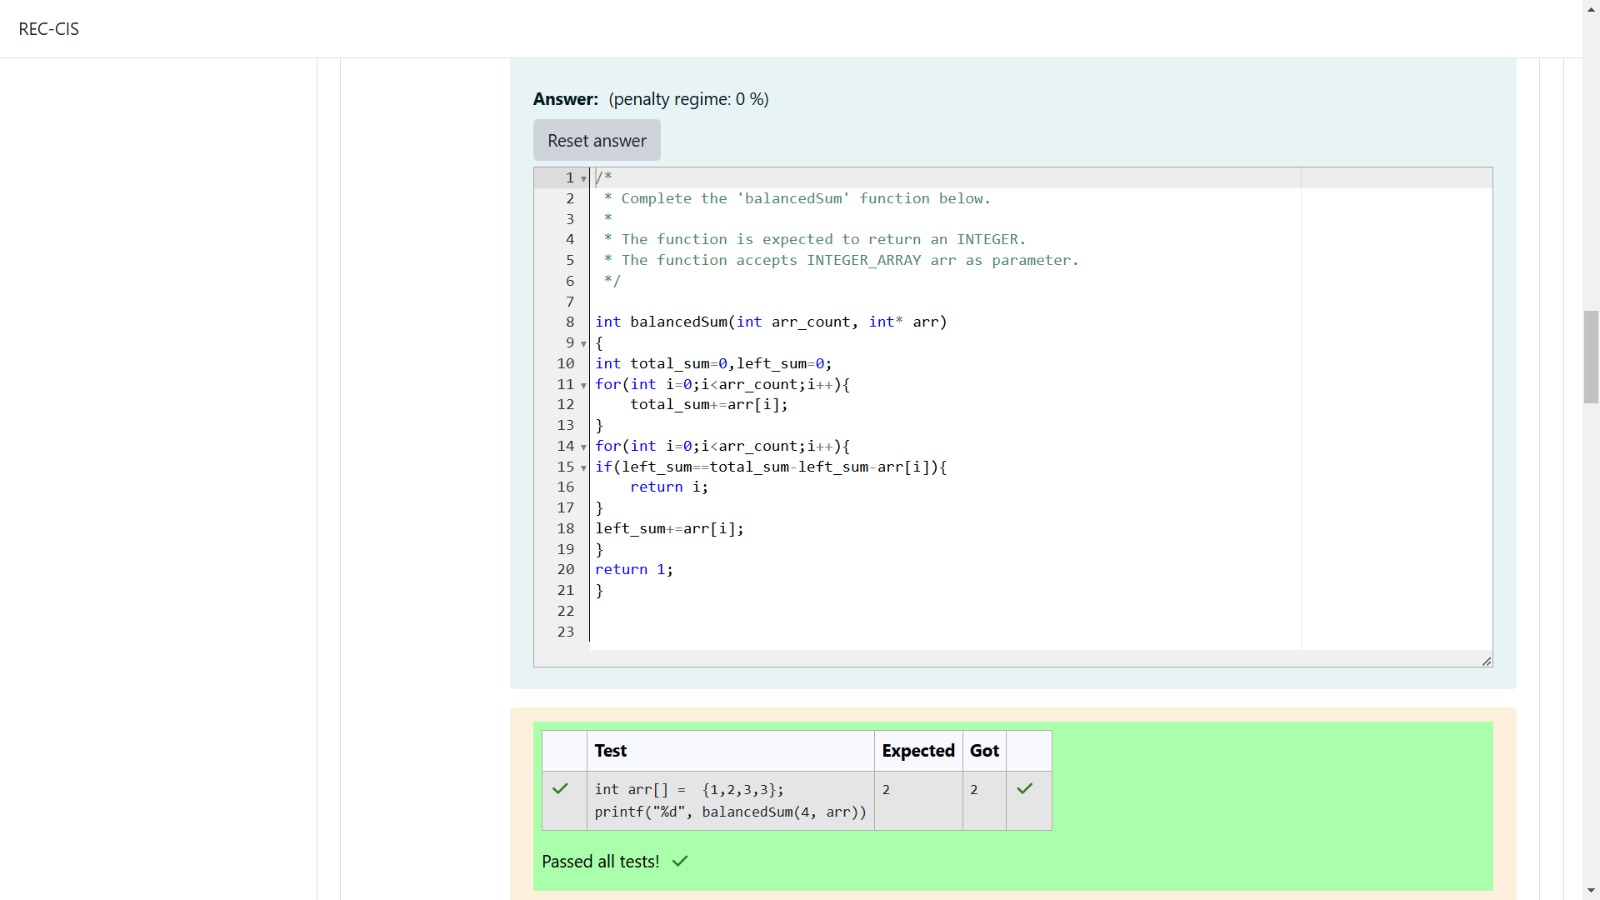 REC-CIS
Answer: (penalty regime: 0 %)
Reset answer
1 /*
2  * Complete the 'balancedSum' function below.
3  *
4  * The function is expected to return an INTEGER.
5  * The function accepts INTEGER_ARRAY arr as parameter.
6  */
7
8 int balancedSum(int arr_count, int* arr)
9 {
10 int total_sum=0,left_sum=0;
11 for(int i=0;i<arr_count;i++){
12     total_sum+=arr[i];
13 }
14 for(int i=0;i<arr_count;i++){
15 if(left_sum==total_sum-left_sum-arr[i]){
16     return i;
17 }
18 left_sum+=arr[i];
19 }
20 return 1;
21 }
22
23
Test Expected Got
int arr[] =  {1,2,3,3}; 2 2
printf("%d", balancedSum(4, arr))
Passed all tests!